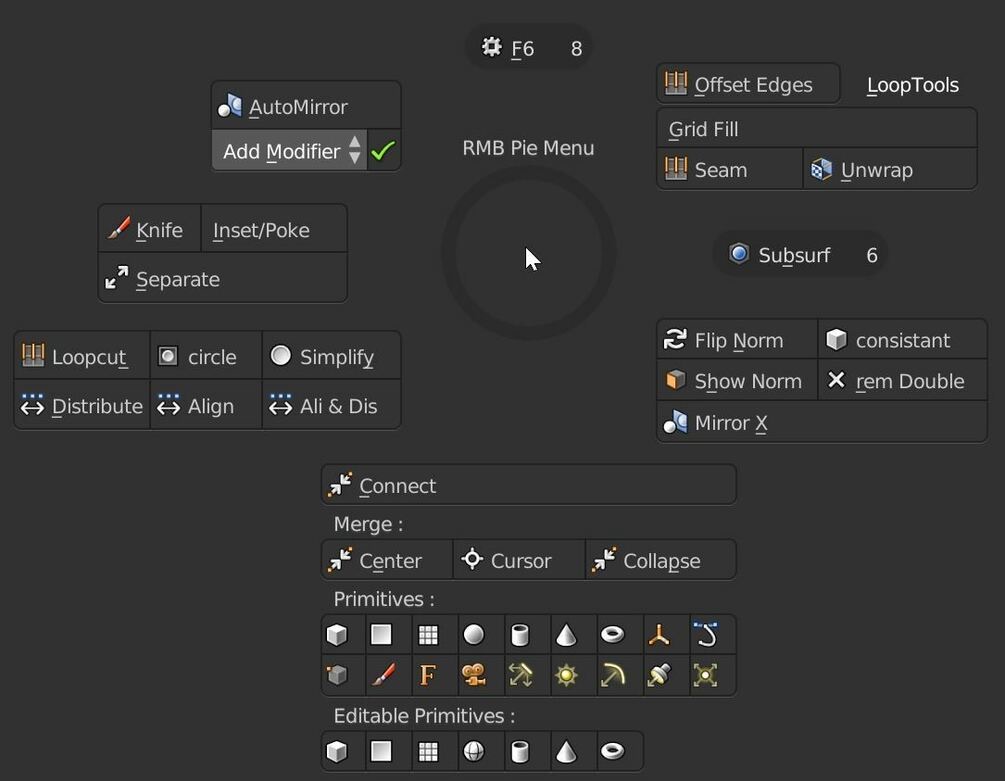 F6 8
Offset Edges LoopTools
AutoMirror
Grid Fill
Add Modifier
RMB Pie Menu
Seam Unwrap
Knife Inset/Poke
Subsurf 6
Separate
Flip Norm consistant
Loopcut circle Simplify
Show Norm rem Double
Distribute Align Ali & Dis
Mirror X
Connect
Merge :
Center Cursor Collapse
Primitives :
F
Editable Primitives :